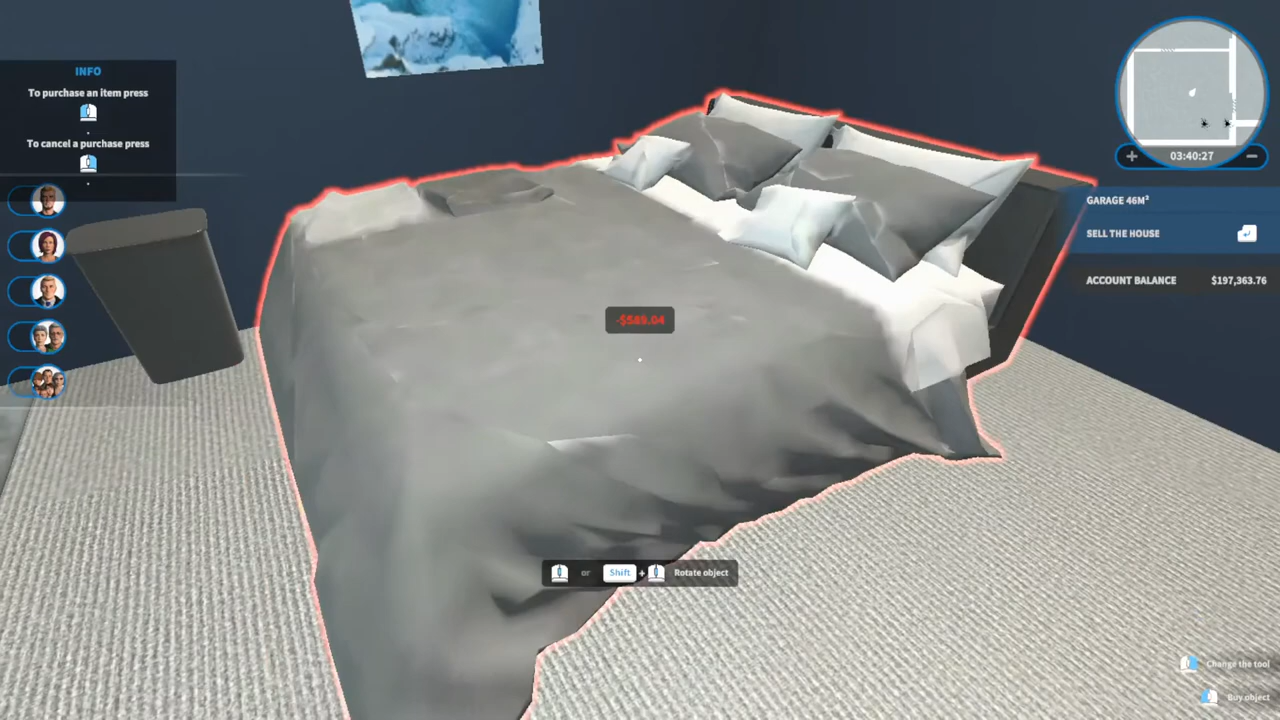 INFO
To purchase an item press
To cancel a purchase press
03:40:27
GARAGE 46M²
SELL THE HOUSE
ACCOUNT BALANCE $197,363.76
-$589.04
or Shift + Rotate object
Change the tool
Buy object